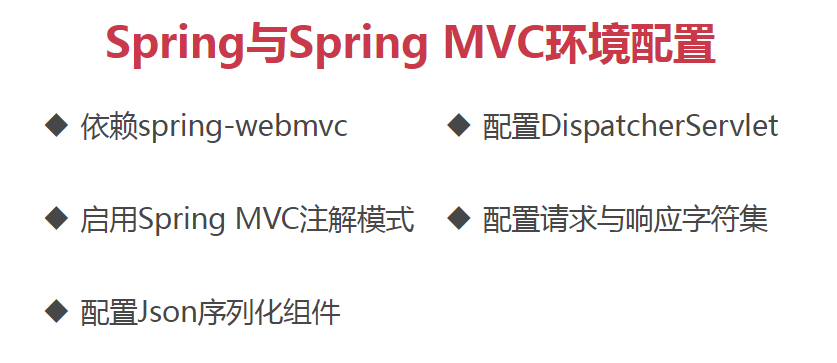 Spring与Spring MVC环境配置
◆ 依赖spring-webmvc
◆ 配置DispatcherServlet
◆ 启用Spring MVC注解模式
◆ 配置请求与响应字符集
◆ 配置Json序列化组件